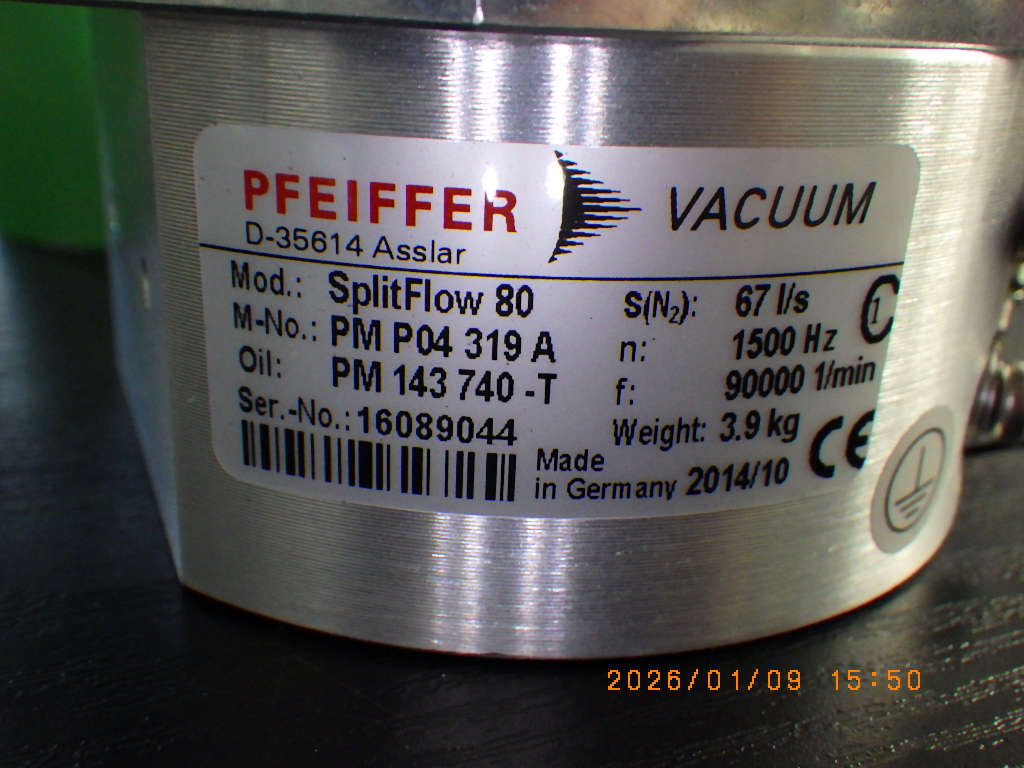 PFEIFFER VACUUM
D-35614 Asslar
Mod.: SplitFlow 80
M-No.: PM P04 319 A
Oil: PM 143 740 -T
Ser.-No.: 16089044
S(N₂): 67 l/s
n: 1500 Hz
f: 90000 1/min
Weight: 3.9 kg
Made
in Germany 2014/10
CE
1
2026/01/09 15:50